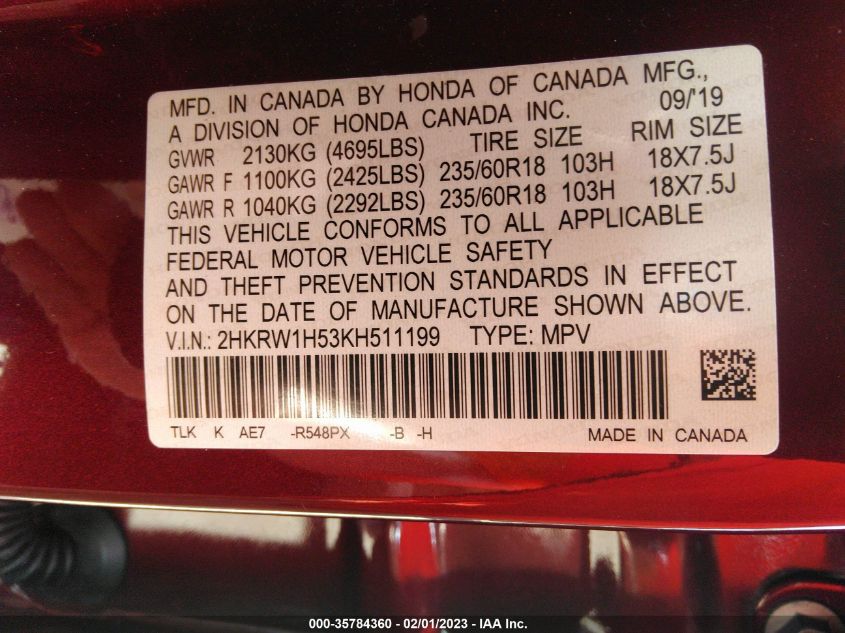 MFD. IN CANADA BY HONDA OF CANADA MFG.,
A DIVISION OF HONDA CANADA INC. 09/'19
GVWR 2130KG (4695LBS) TIRE SIZE RIM SIZE
GAWR F 1100KG (2425LBS) 235/60R18 103H 18X7.5J
GAWR R 1040KG (2292LBS) 235/60R18 103H 18X7.5J
THIS VEHICLE CONFORMS TO ALL APPLICABLE
FEDERAL MOTOR VEHICLE SAFETY
AND THEFT PREVENTION STANDARDS IN EFFECT
ON THE DATE OF MANUFACTURE SHOWN ABOVE.
V.I.N.: 2HKRW1H53KH511199 TYPE: MPV
TLK K AE7 -R548PX -B -H MADE IN CANADA
000-35784360 - 02/01/2023 - IAA Inc.